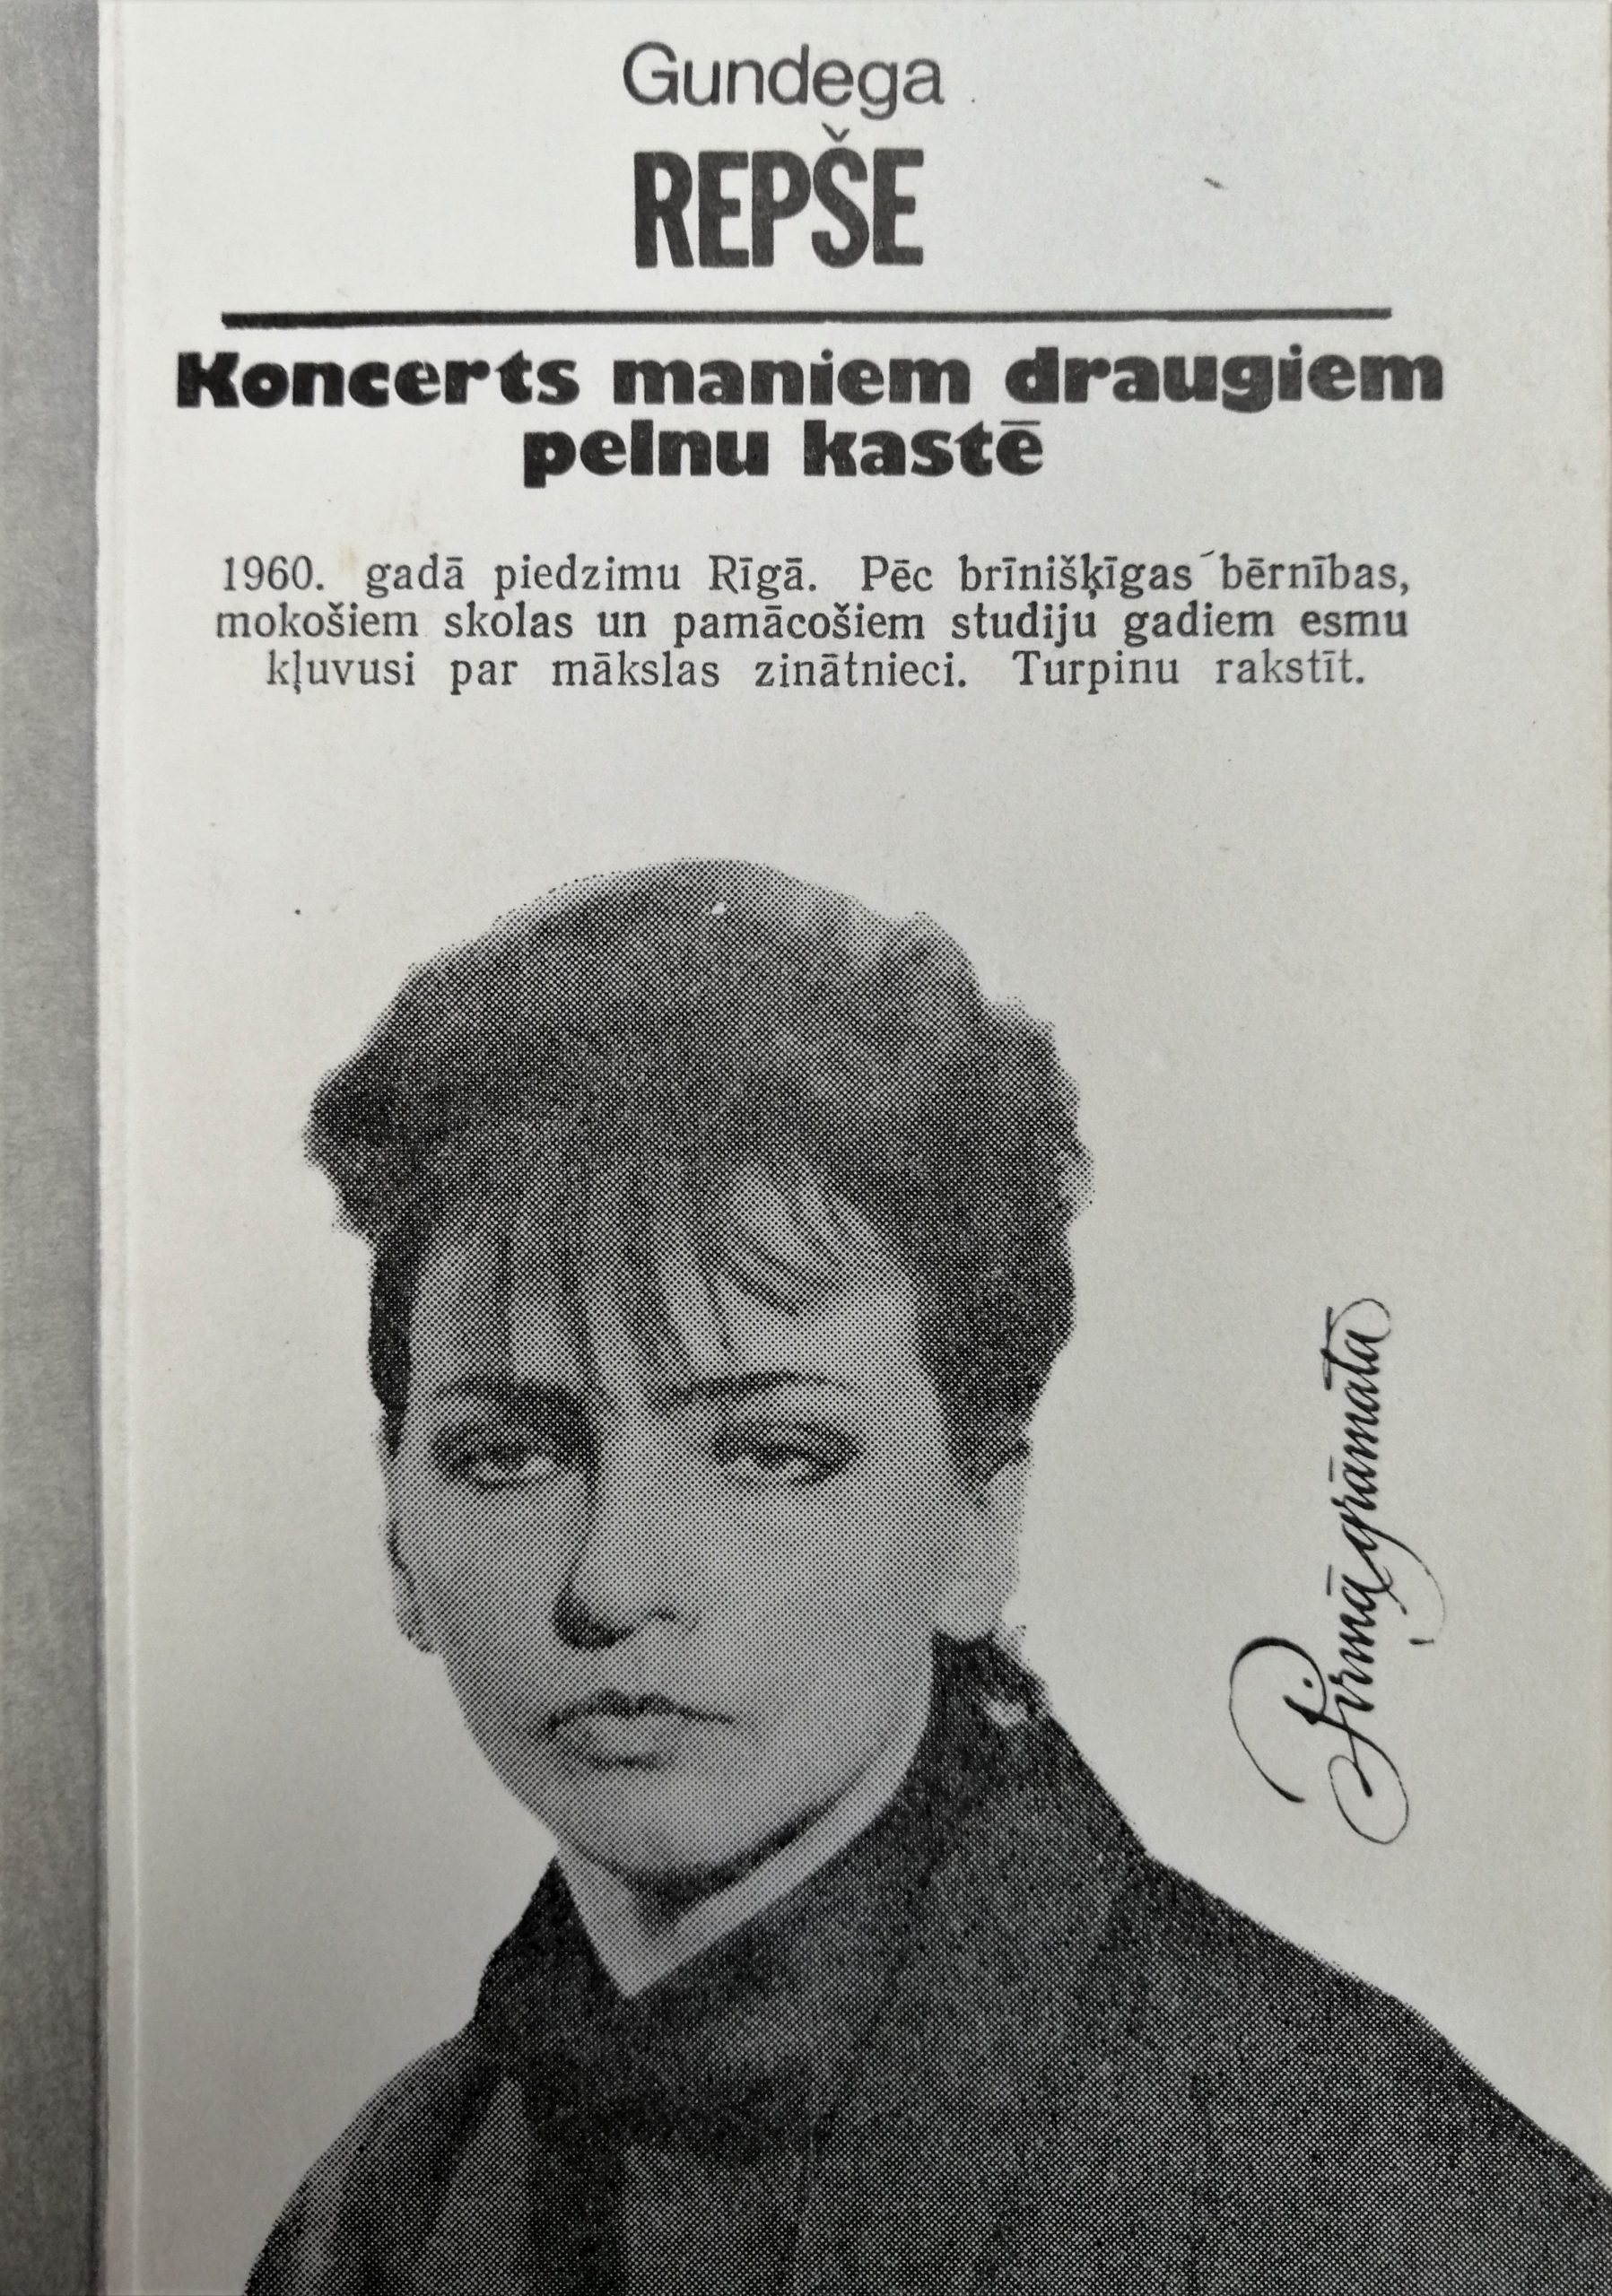 Gundega
REPŠE
Koncerts maniem draugiem
pelnu kastē
1960. gadā piedzimu Rīgā. Pēc brīnišķīgas bērnības,
mokošiem skolas un pamācošiem studiju gadiem esmu
kļuvusi par mākslas zinātnieci. Turpinu rakstīt.
Pirmā grāmata